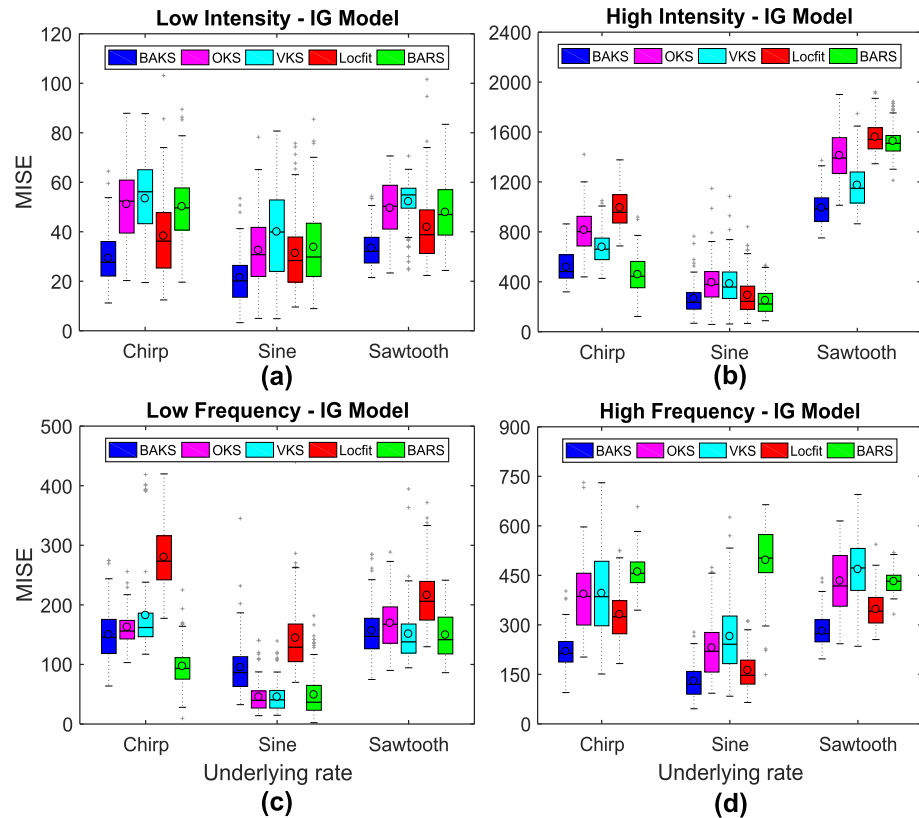 Low Intensity - IG Model
BAKS OKS VKS Locfit BARS
MISE
120
100
80
60
40
20
0
Chirp Sine Sawtooth
(a)
High Intensity - IG Model
BAKS OKS VKS Locfit BARS
2400
2000
1600
1200
800
400
0
Chirp Sine Sawtooth
(b)
Low Frequency - IG Model
BAKS OKS VKS Locfit BARS
MISE
500
400
300
200
100
0
Chirp Sine Sawtooth
Underlying rate
(c)
High Frequency - IG Model
BAKS OKS VKS Locfit BARS
900
750
600
450
300
150
0
Chirp Sine Sawtooth
Underlying rate
(d)